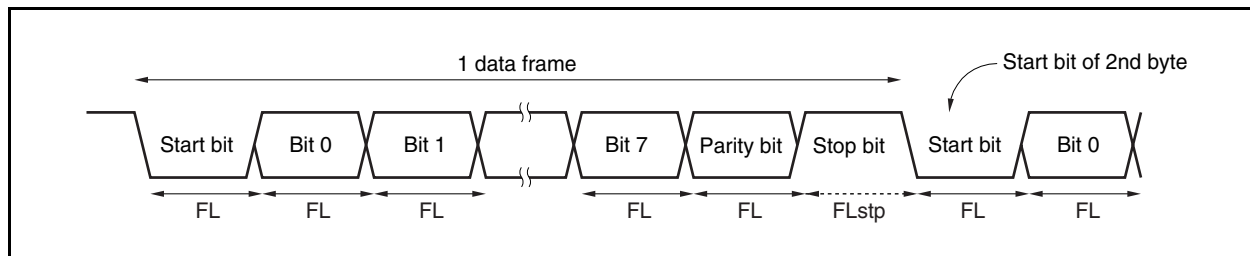 1 data frame
Start bit of 2nd byte
Start bit Bit 0 Bit 1 Bit 7 Parity bit Stop bit Start bit Bit 0
FL FL FL FL FL FLstp FL FL